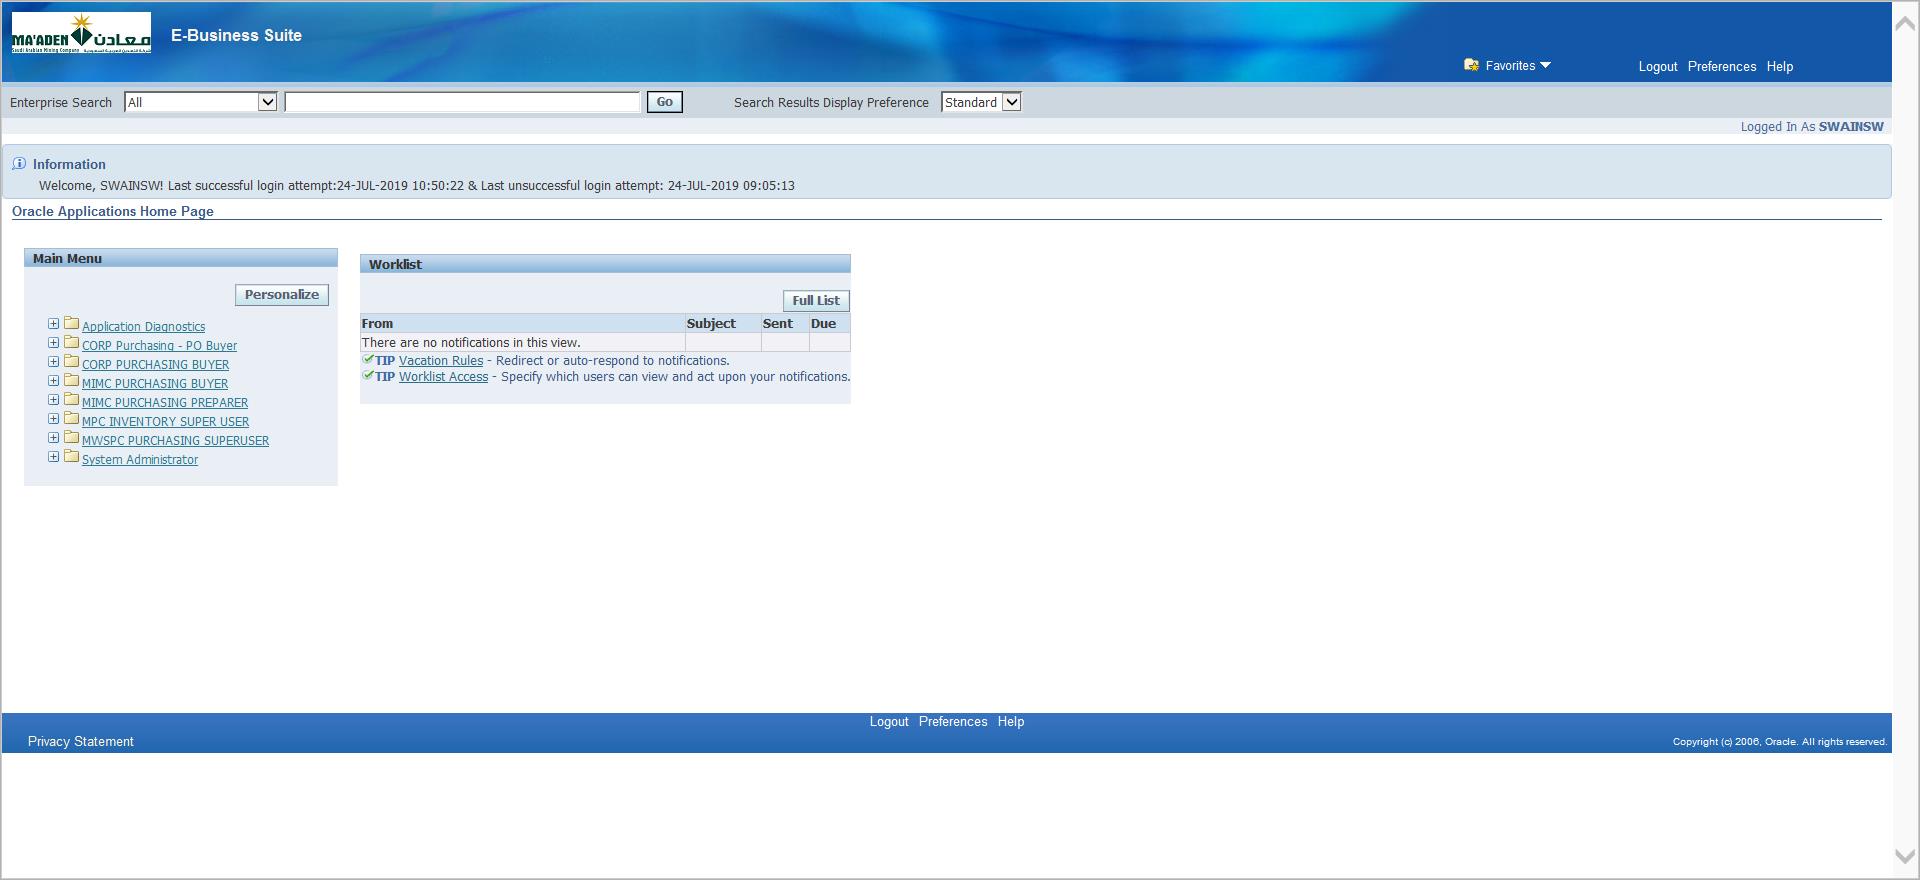 MA'ADEN معادن
Saudi Arabian Mining Company
E-Business Suite
Favorites
Logout Preferences Help
Enterprise Search All Go Search Results Display Preference Standard
Logged In As SWAINSW
Information
Welcome, SWAINSW! Last successful login attempt:24-JUL-2019 10:50:22 & Last unsuccessful login attempt: 24-JUL-2019 09:05:13
Oracle Applications Home Page
Main Menu
Personalize
Application Diagnostics
CORP Purchasing - PO Buyer
CORP PURCHASING BUYER
MIMC PURCHASING BUYER
MIMC PURCHASING PREPARER
MPC INVENTORY SUPER USER
MWSPC PURCHASING SUPERUSER
System Administrator
Worklist
Full List
From Subject Sent Due
There are no notifications in this view.
TIP Vacation Rules - Redirect or auto-respond to notifications.
TIP Worklist Access - Specify which users can view and act upon your notifications.
Logout Preferences Help
Privacy Statement
Copyright (c) 2006, Oracle. All rights reserved.